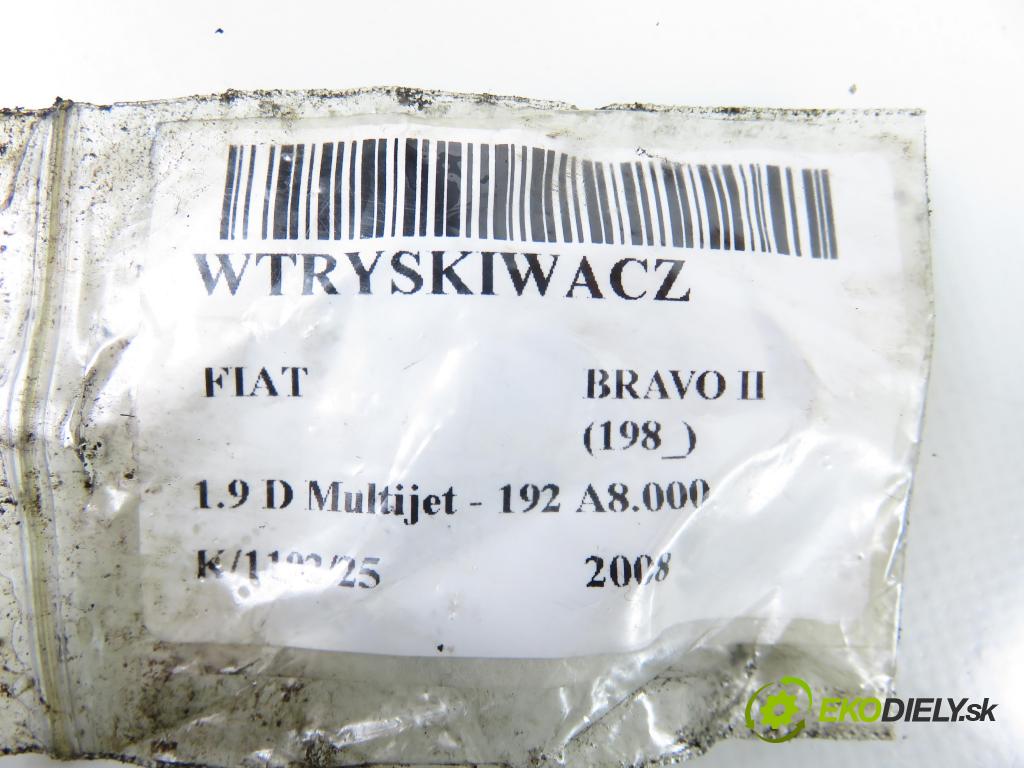 WTRYSKIWACZ
FIAT BRAVO II
(198_)
1.9 D Multijet - 192 A8.000
2008
EKODIELY.sk